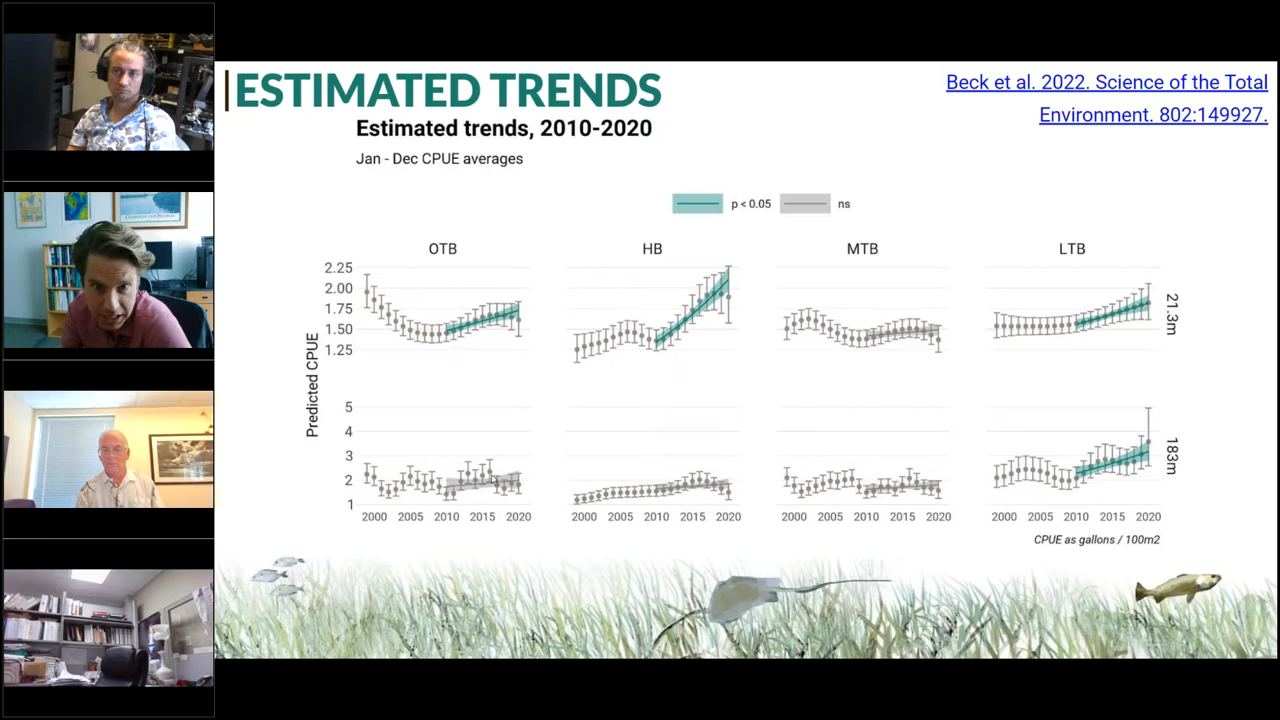 ESTIMATED TRENDS
Beck et al. 2022. Science of the Total
Environment. 802:149927.
Estimated trends, 2010-2020
Jan - Dec CPUE averages
p < 0.05
ns
OTB
HB
MTB
LTB
2.25
2.00
1.75
1.50
1.25
21.3m
Predicted CPUE
5
4
3
2
1
183m
2000 2005 2010 2015 2020
2000 2005 2010 2015 2020
2000 2005 2010 2015 2020
2000 2005 2010 2015 2020
CPUE as gallons / 100m2